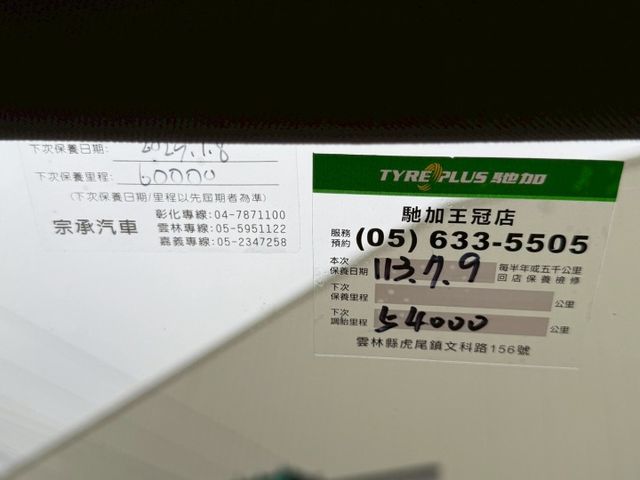 下次保養日期:
下次保養里程: 60000
(下次保養日期/里程以先屆期者為準)
宗承汽車
彰化專線:04-7871100
雲林專線:05-5951122
嘉義專線:05-2347258
TYREPLUS 馳加
馳加王冠店
服務預約 (05) 633-5505
本次保養日期 113.7.9 每半年或五千公里回店保養檢修
下次保養里程 公里
下次調胎里程 54000 公里
雲林縣虎尾鎮文科路156號